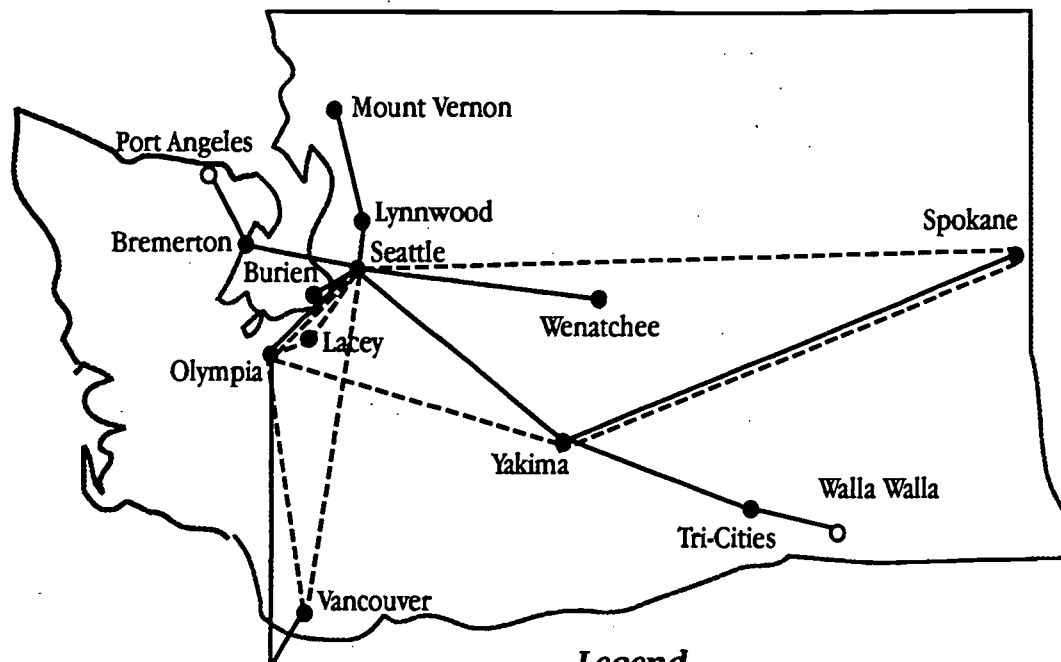 Mount Vernon
Port Angeles
Lynnwood
Spokane
Bremerton
Seattle
Burien
Wenatchee
Lacey
Olympia
Yakima
Walla Walla
Tri-Cities
Vancouver
Legend